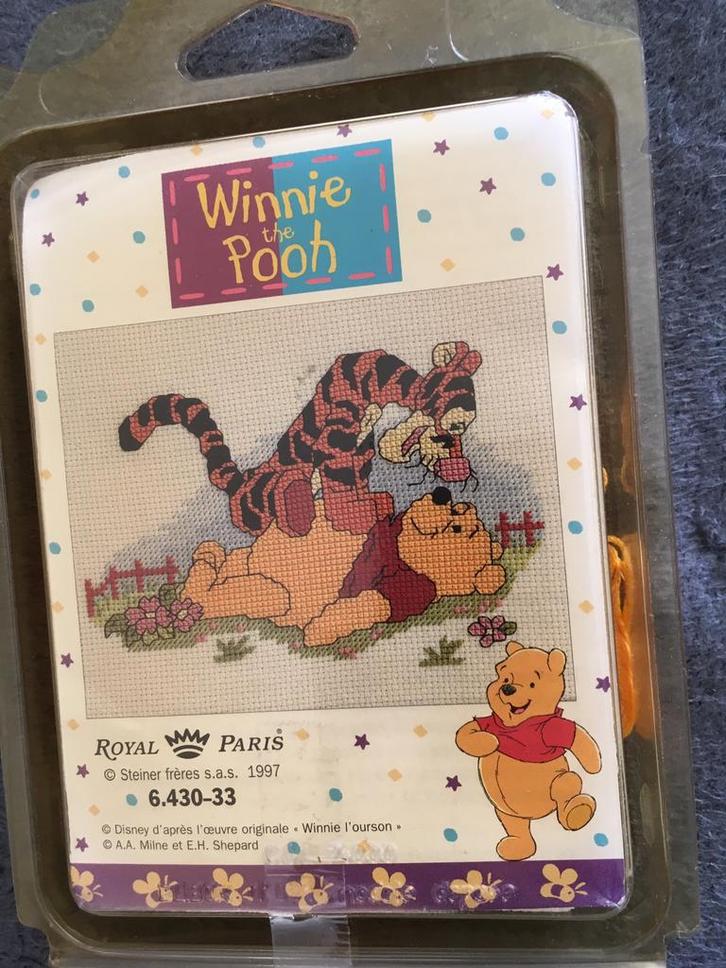 Winnie
the
Pooh
ROYAL PARIS
© Steiner frères s.a.s. 1997
6.430-33
© Disney d'après l'œuvre originale « Winnie l'ourson »
© A.A. Milne et E.H. Shepard